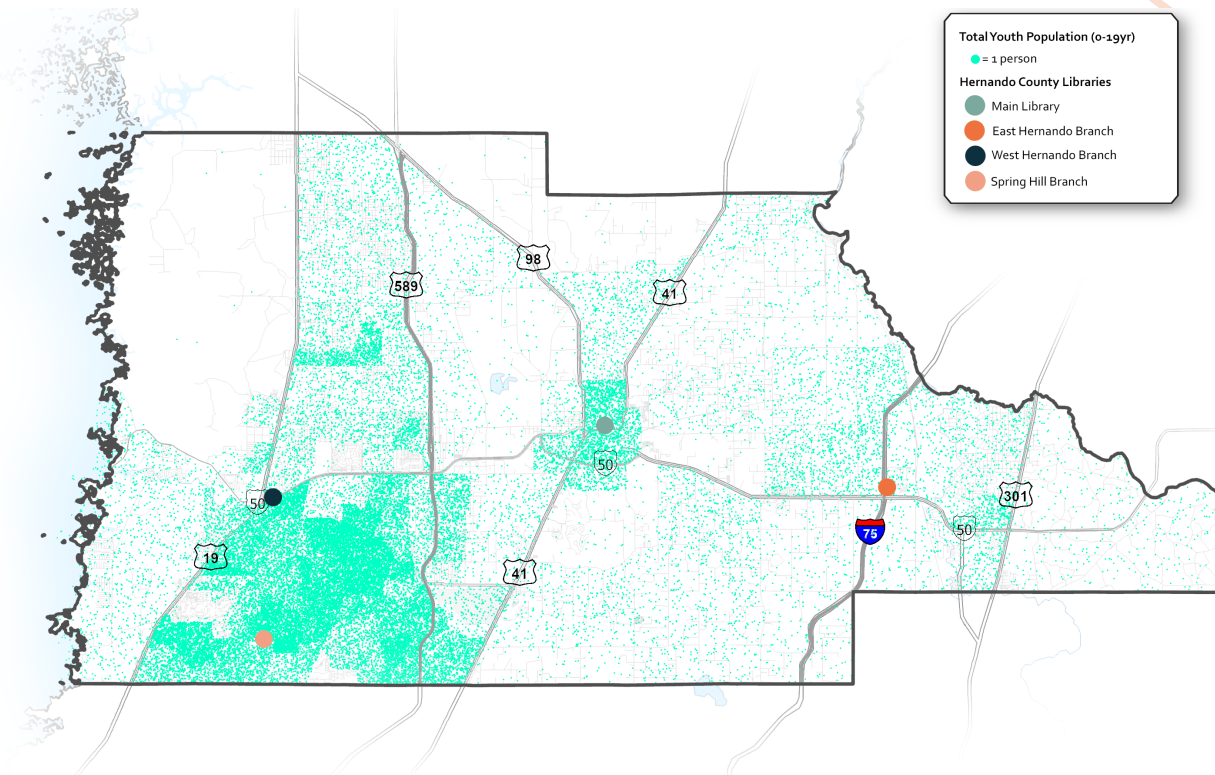 Total Youth Population (0-19yr)
= 1 person
Hernando County Libraries
Main Library
East Hernando Branch
West Hernando Branch
Spring Hill Branch
98
589
41
50
50
301
75
50
19
41